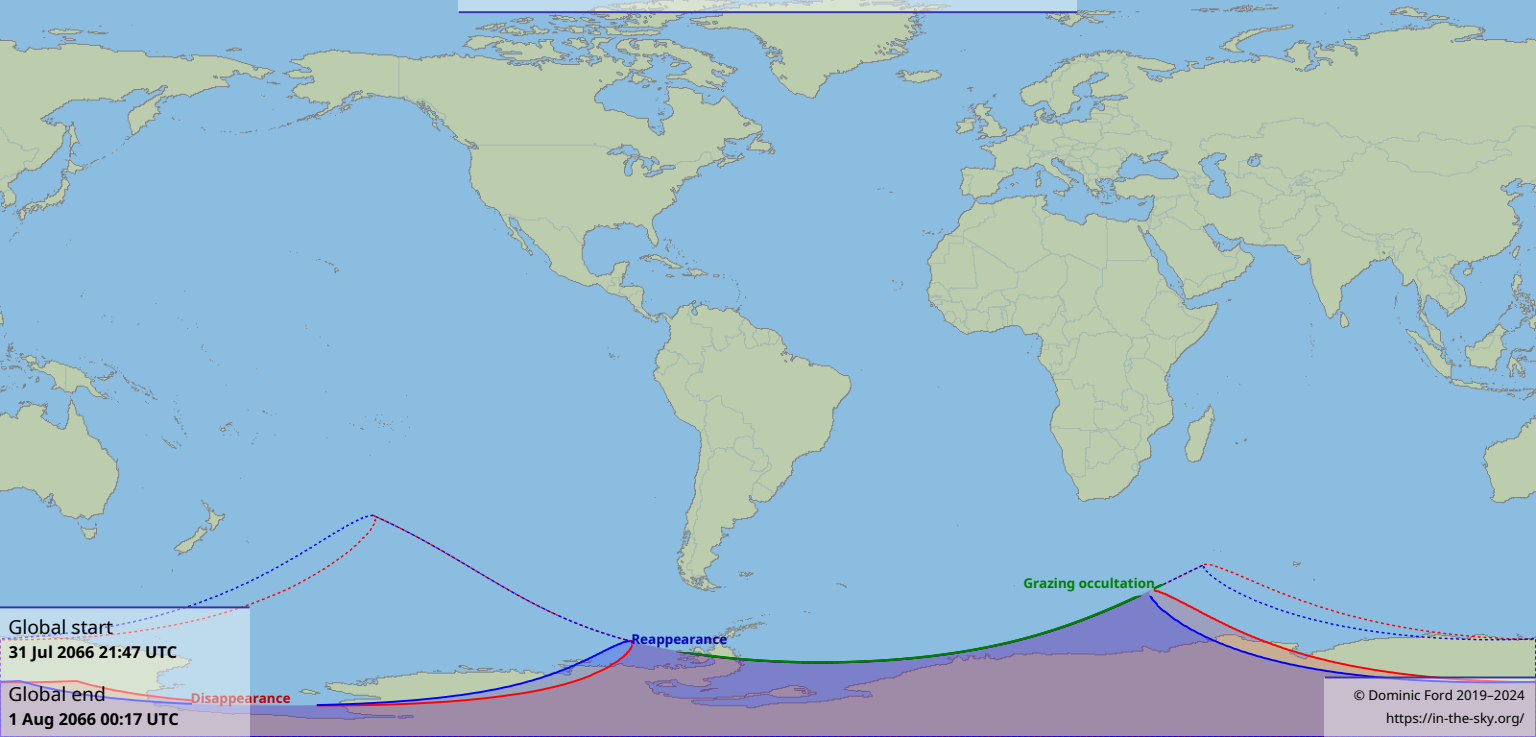 Grazing occultation
Reappearance
Global start
31 Jul 2066 21:47 UTC
Global end
Disappearance
1 Aug 2066 00:17 UTC
© Dominic Ford 2019–2024
https://in-the-sky.org/